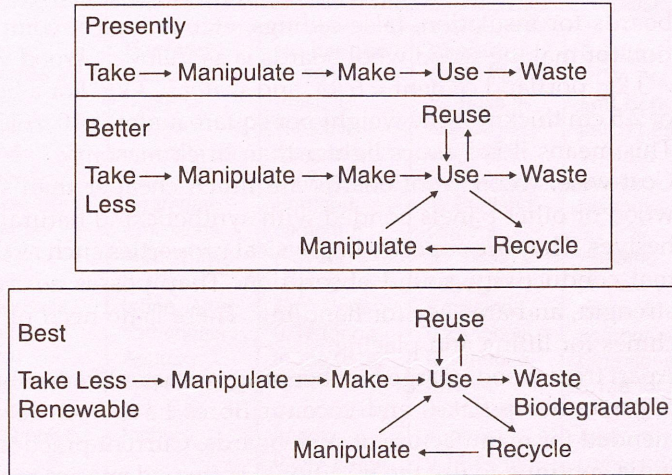 Presently
Take → Manipulate → Make → Use → Waste
Better
Reuse
Take → Manipulate → Make → Use → Waste
Less
Manipulate ← Recycle
Best
Reuse
Take Less → Manipulate → Make → Use → Waste
Renewable Biodegradable
Manipulate ← Recycle